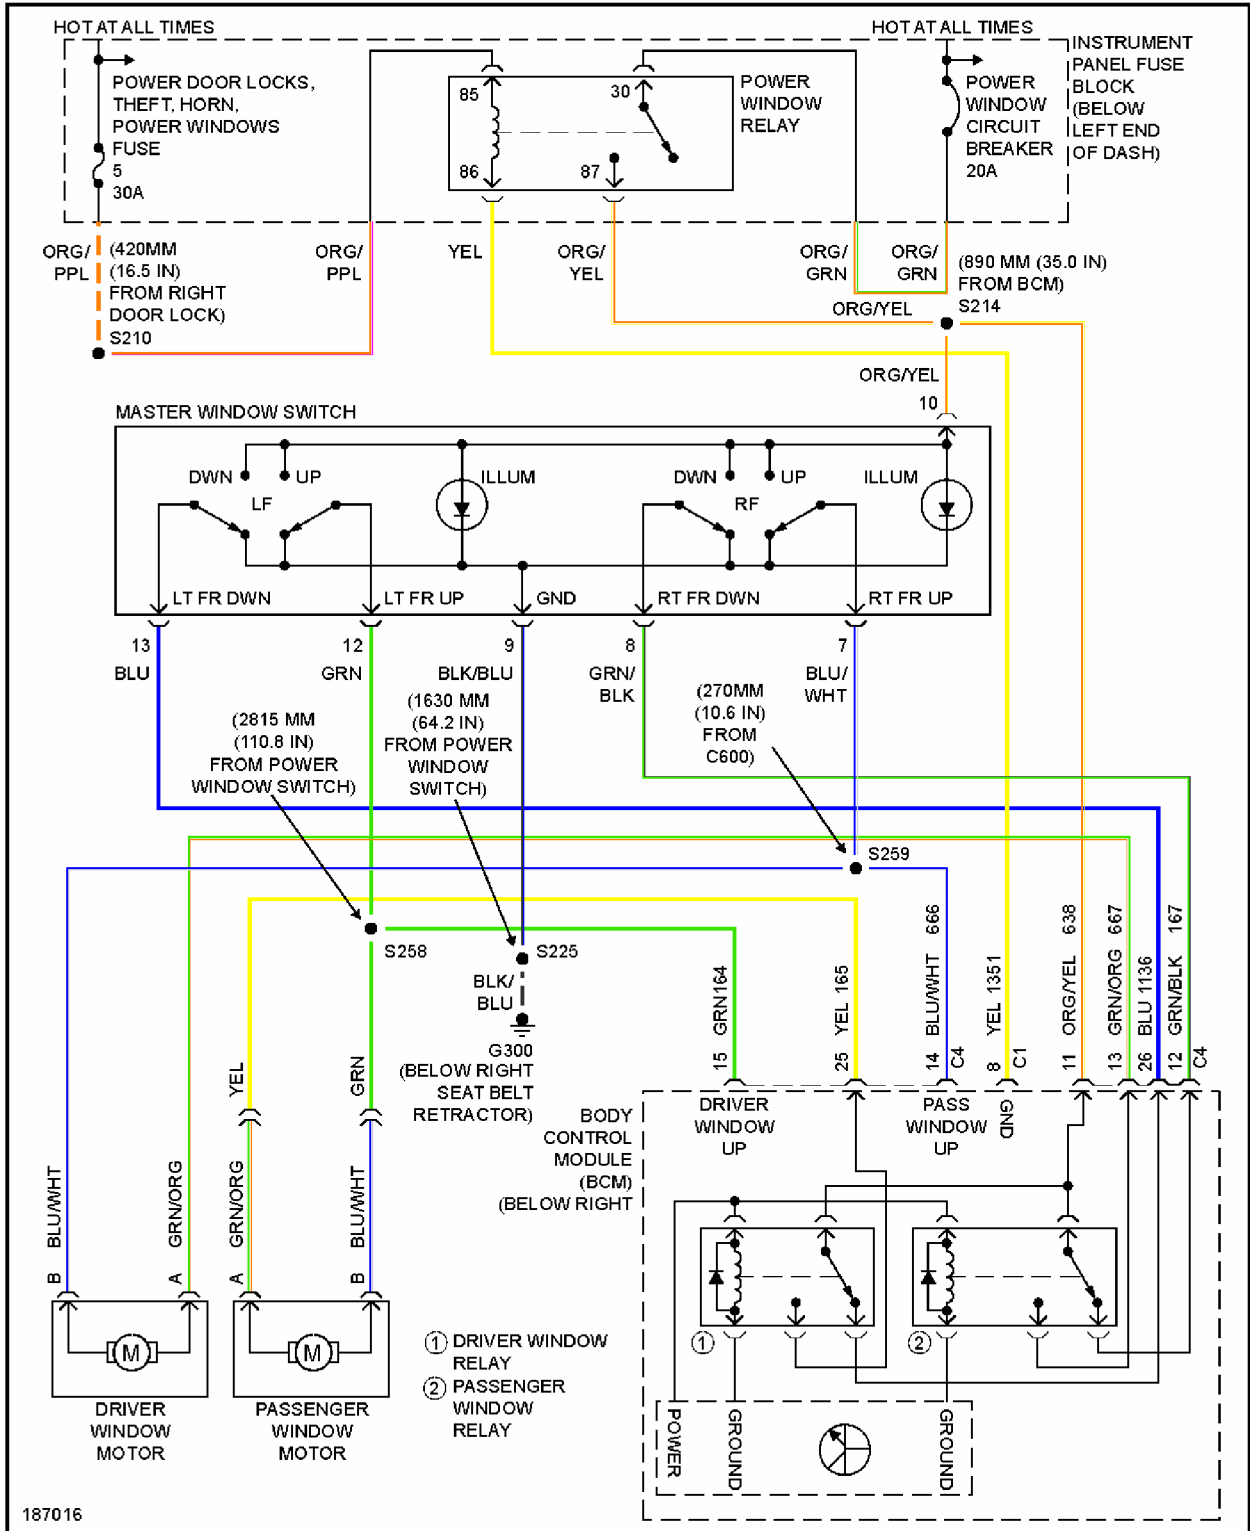 HOT AT ALL TIMES
HOT AT ALL TIMES
INSTRUMENT
PANEL FUSE
BLOCK
(BELOW
LEFT END
OF DASH)
POWER DOOR LOCKS,
THEFT, HORN,
POWER WINDOWS
FUSE
5
30A
85
86
30
87
POWER
WINDOW
RELAY
POWER
WINDOW
CIRCUIT
BREAKER
20A
ORG/
PPL
(420MM
(16.5 IN)
FROM RIGHT
DOOR LOCK)
S210
ORG/
PPL
YEL
ORG/
YEL
ORG/
GRN
ORG/
GRN
(890 MM (35.0 IN)
FROM BCM)
S214
ORG/YEL
ORG/YEL
10
MASTER WINDOW SWITCH
DWN
UP
LF
ILLUM
DWN
UP
RF
ILLUM
LT FR DWN
LT FR UP
GND
RT FR DWN
RT FR UP
13
12
9
8
7
BLU
GRN
BLK/BLU
GRN/
BLK
BLU/
WHT
(2815 MM
(110.8 IN)
FROM POWER
WINDOW SWITCH)
(1630 MM
(64.2 IN)
FROM POWER
WINDOW
SWITCH)
(270MM
(10.6 IN)
FROM
C600)
S259
S258
S225
BLK/
BLU
G300
(BELOW RIGHT
SEAT BELT
RETRACTOR)
YEL
GRN
15 GRN164
25 YEL 165
14 BLU/WHT 666
C4
8 YEL 1351
C1
11 ORG/YEL 638
13 GRN/ORG 667
26 BLU 1136
12 GRN/BLK 167
C4
BODY
CONTROL
MODULE
(BCM)
(BELOW RIGHT
DRIVER
WINDOW
UP
PASS
WINDOW
UP
GND
B BLU/WHT
A GRN/ORG
A GRN/ORG
B BLU/WHT
M
M
DRIVER
WINDOW
MOTOR
PASSENGER
WINDOW
MOTOR
1 DRIVER WINDOW
RELAY
2 PASSENGER
WINDOW
RELAY
1
2
POWER
GROUND
GROUND
187016